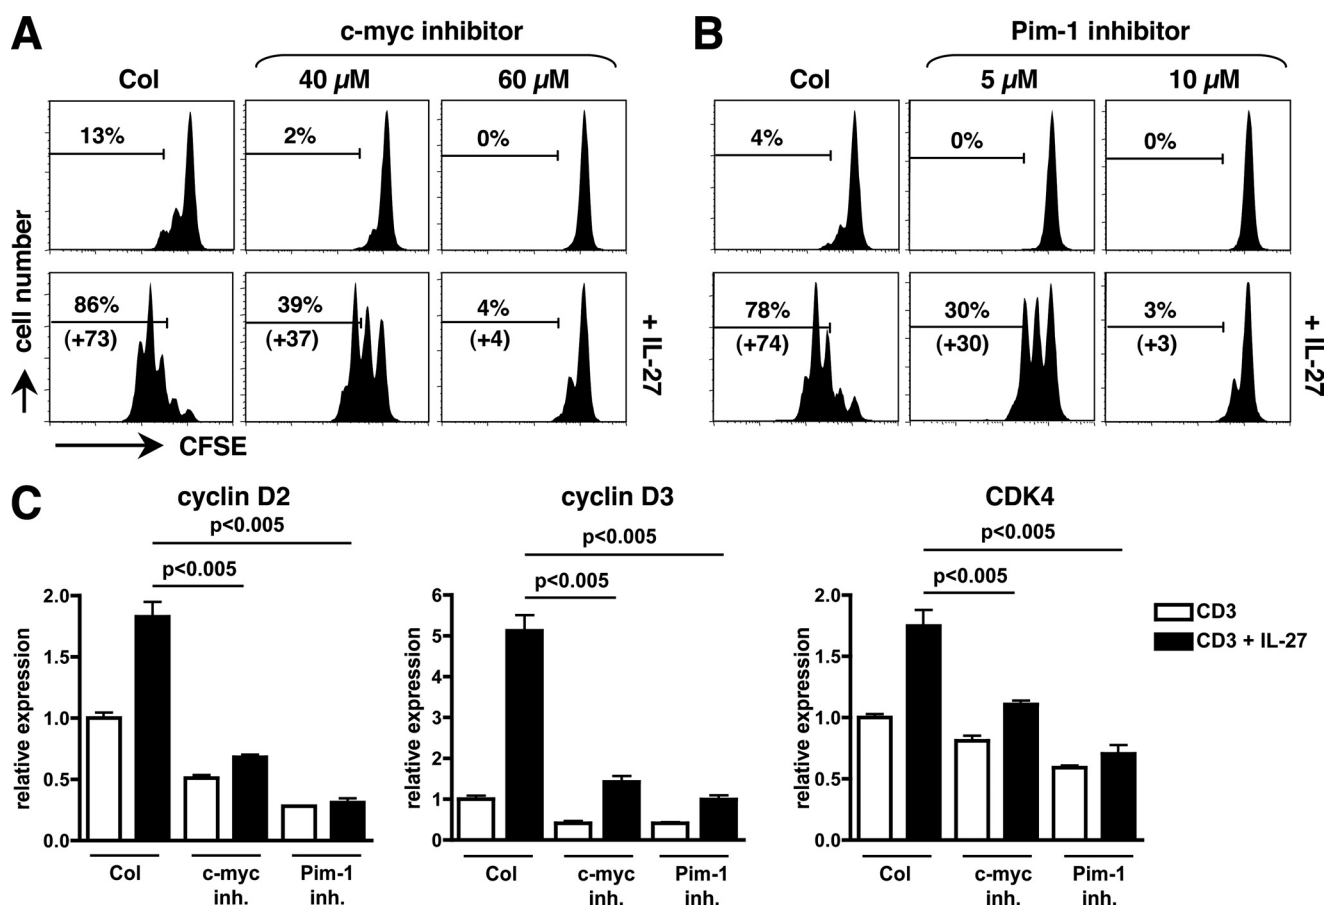 A
c-myc inhibitor
Col
40 µM
60 µM
13%
2%
0%
86%
(+73)
39%
(+37)
4%
(+4)
+ IL-27
cell number
CFSE
B
Pim-1 inhibitor
Col
5 µM
10 µM
4%
0%
0%
78%
(+74)
30%
(+30)
3%
(+3)
+ IL-27
C
cyclin D2
p<0.005
p<0.005
relative expression
2.0
1.5
1.0
0.5
0.0
Col
c-myc
inh.
Pim-1
inh.
cyclin D3
p<0.005
p<0.005
relative expression
6
5
4
3
2
1
0
Col
c-myc
inh.
Pim-1
inh.
CDK4
p<0.005
p<0.005
relative expression
2.0
1.5
1.0
0.5
0.0
Col
c-myc
inh.
Pim-1
inh.
CD3
CD3 + IL-27